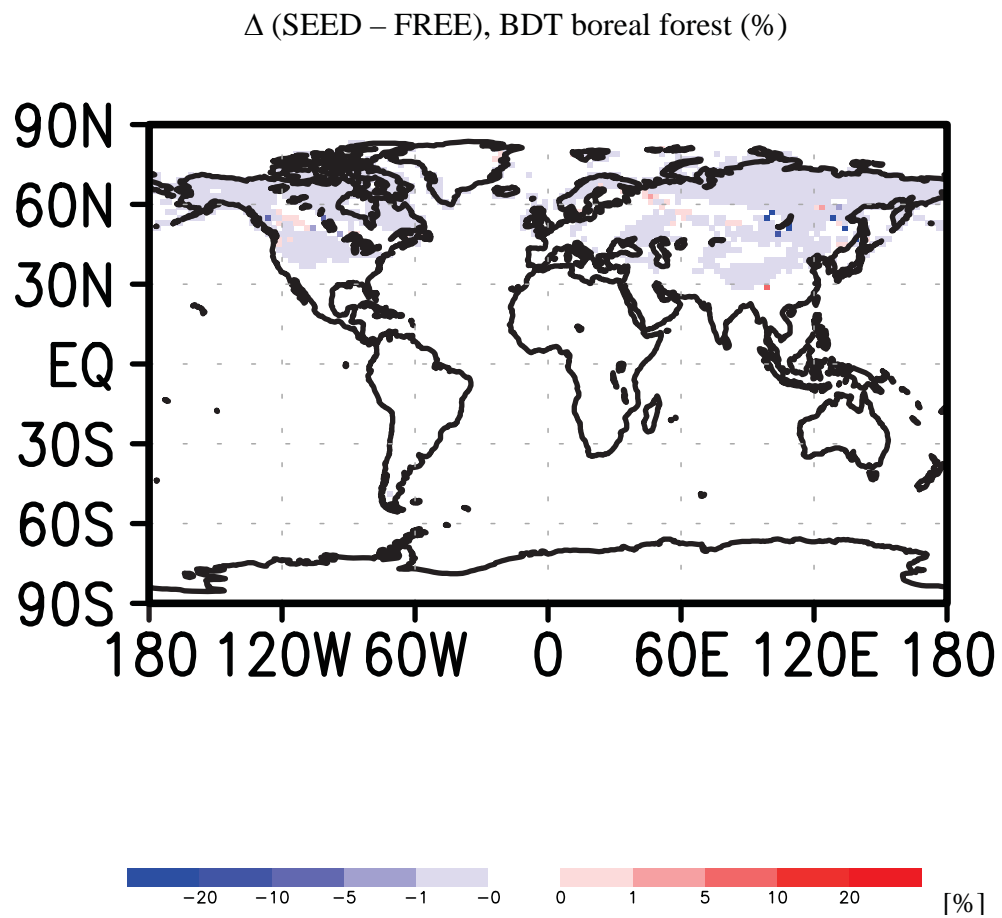 Δ (SEED – FREE), BDT boreal forest (%)
90N
60N
30N
EQ
30S
60S
90S
180 120W 60W 0 60E 120E 180
−20 −10 −5 −1 −0 0 1 5 10 20 [%]